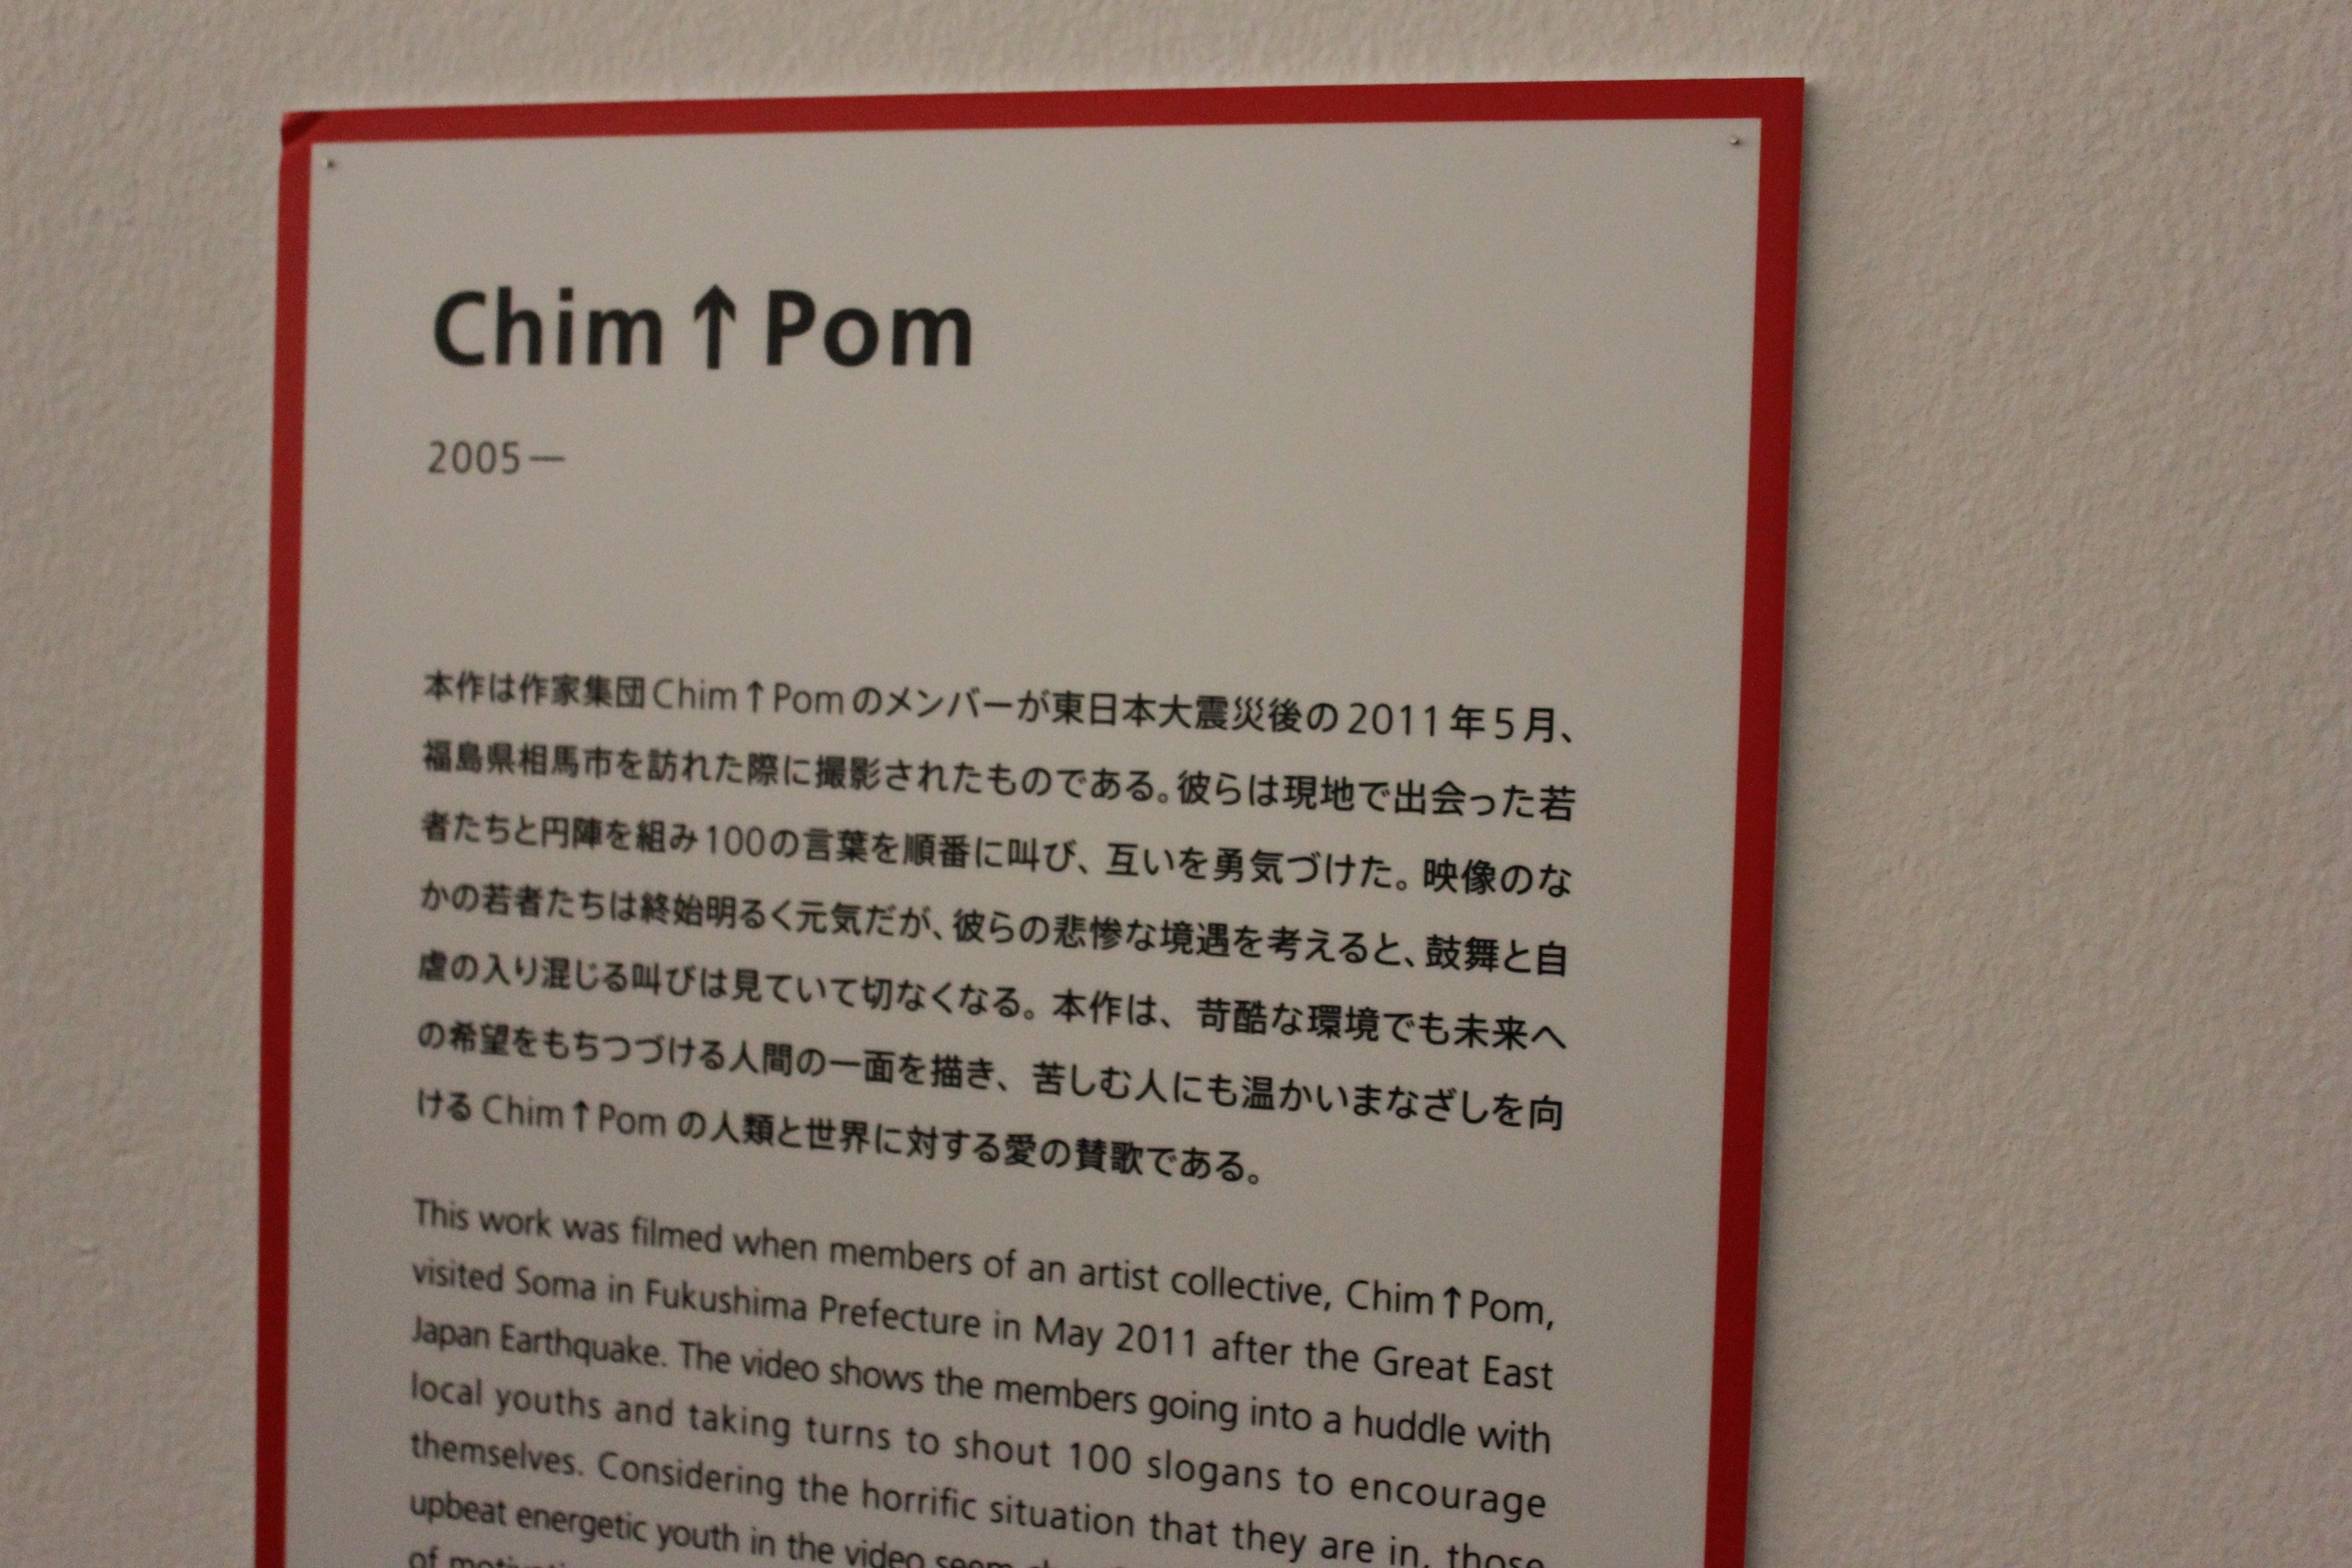 Chim↑Pom
2005—
本作は作家集団Chim↑Pomのメンバーが東日本大震災後の2011年5月、
福島県相馬市を訪れた際に撮影されたものである。彼らは現地で出会った若
者たちと円陣を組み100の言葉を順番に叫び、互いを勇気づけた。映像のな
かの若者たちは終始明るく元気だが、彼らの悲惨な境遇を考えると、鼓舞と自
虐の入り混じる叫びは見ていて切なくなる。本作は、苛酷な環境でも未来へ
の希望をもちつづける人間の一面を描き、苦しむ人にも温かいまなざしを向
けるChim↑Pomの人類と世界に対する愛の賛歌である。
This work was filmed when members of an artist collective, Chim↑Pom,
visited Soma in Fukushima Prefecture in May 2011 after the Great East
Japan Earthquake. The video shows the members going into a huddle with
local youths and taking turns to shout 100 slogans to encourage
themselves. Considering the horrific situation that they are in, those
upbeat energetic youth in the video seem
of